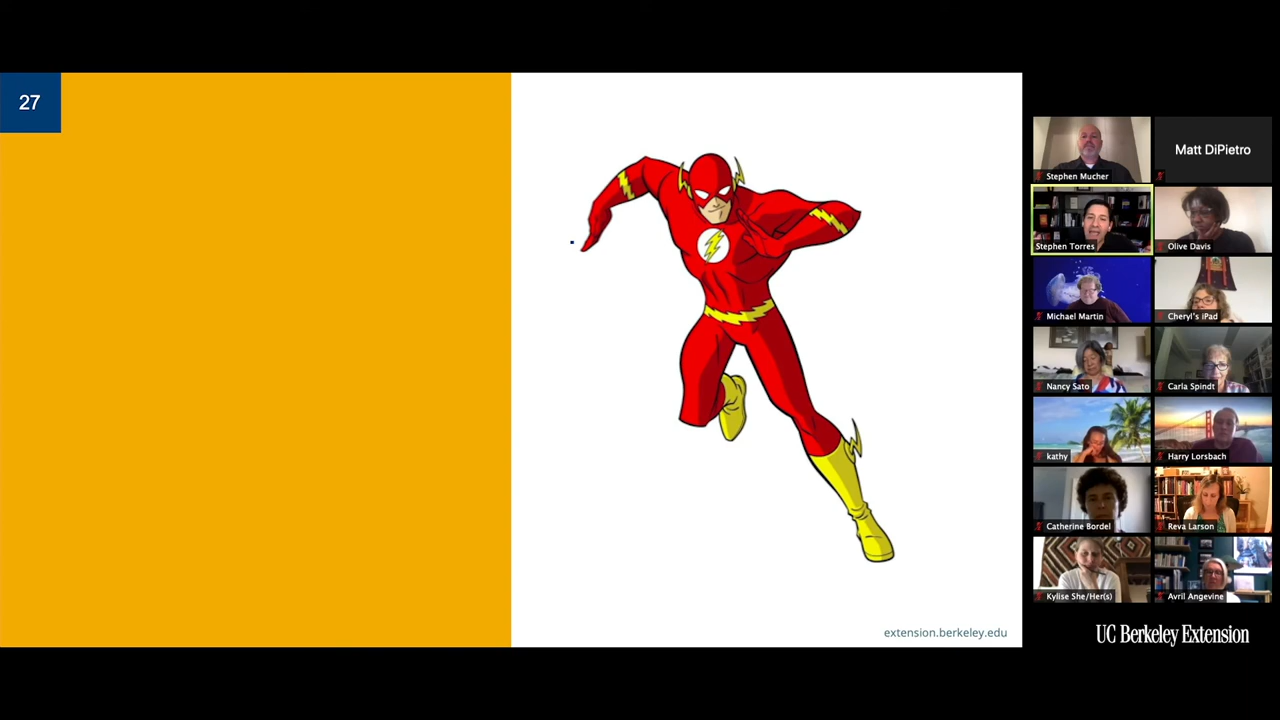 27
extension.berkeley.edu
Stephen Mucher
Matt DiPietro
Stephen Torres
Olive Davis
Michael Martin
Cheryl's iPad
Nancy Sato
Carla Spindt
kathy
Harry Lorsbach
Catherine Bordel
Reva Larson
Kylise She/Her(s)
Avril Angevine
UC Berkeley Extension